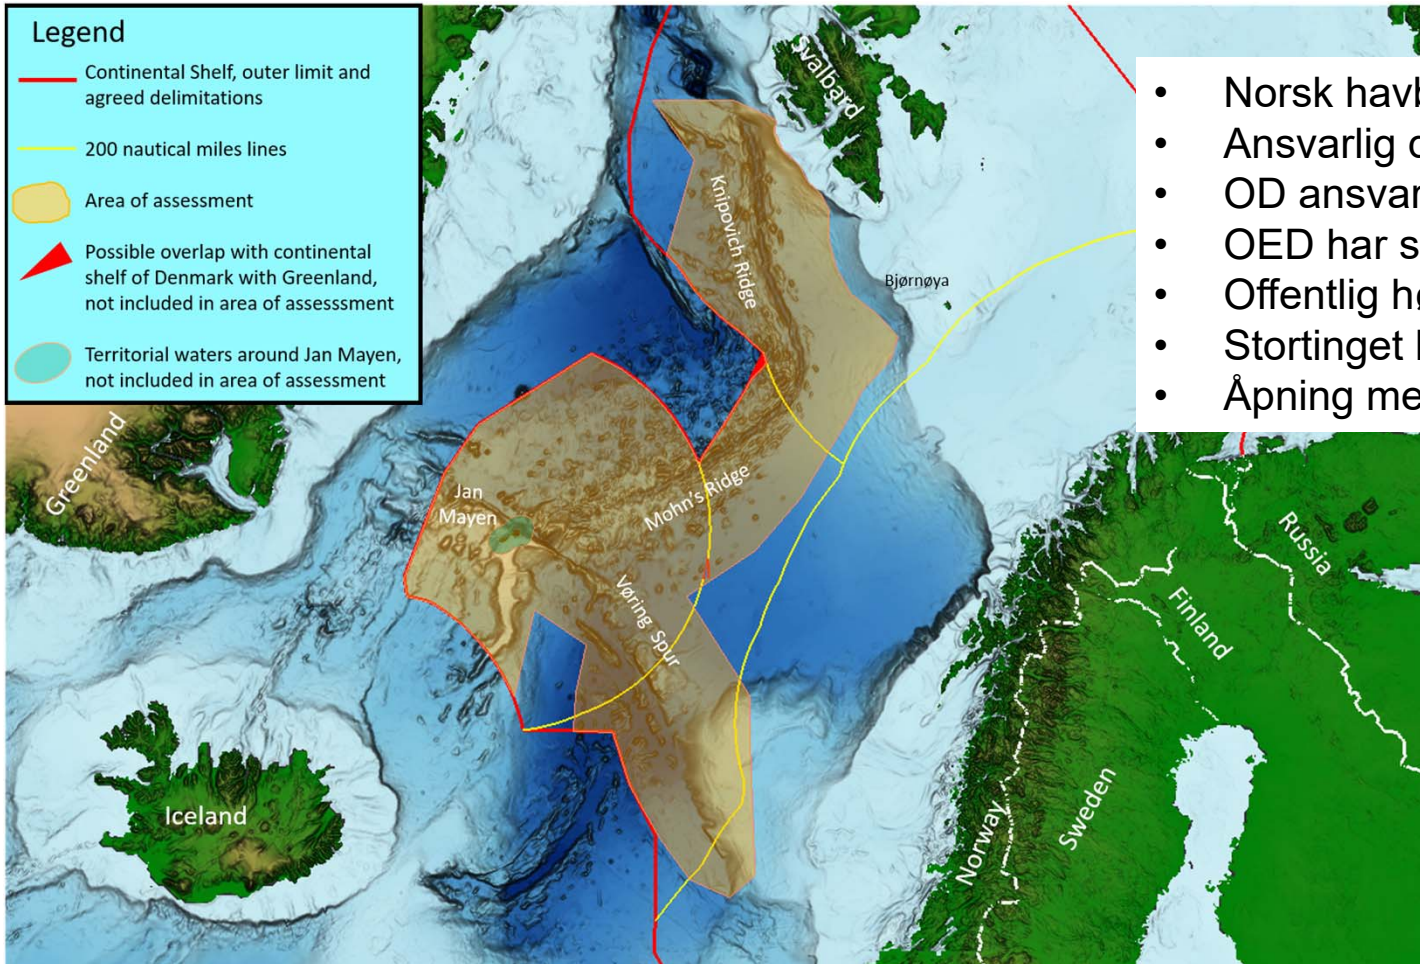 Legend
Continental Shelf, outer limit and
agreed delimitations
200 nautical miles lines
Area of assessment
Possible overlap with continental
shelf of Denmark with Greenland,
not included in area of assesssment
Territorial waters around Jan Mayen,
not included in area of assessment
Svalbard
Knipovich Ridge
Bjørnøya
Greenland
Jan
Mayen
Mohn's Ridge
Vøring Spur
Iceland
Norway
Sweden
Finland
Russia
• Norsk havb
• Ansvarlig
• OD ansvar
• OED har s
• Offentlig hø
• Stortinget
• Åpning me